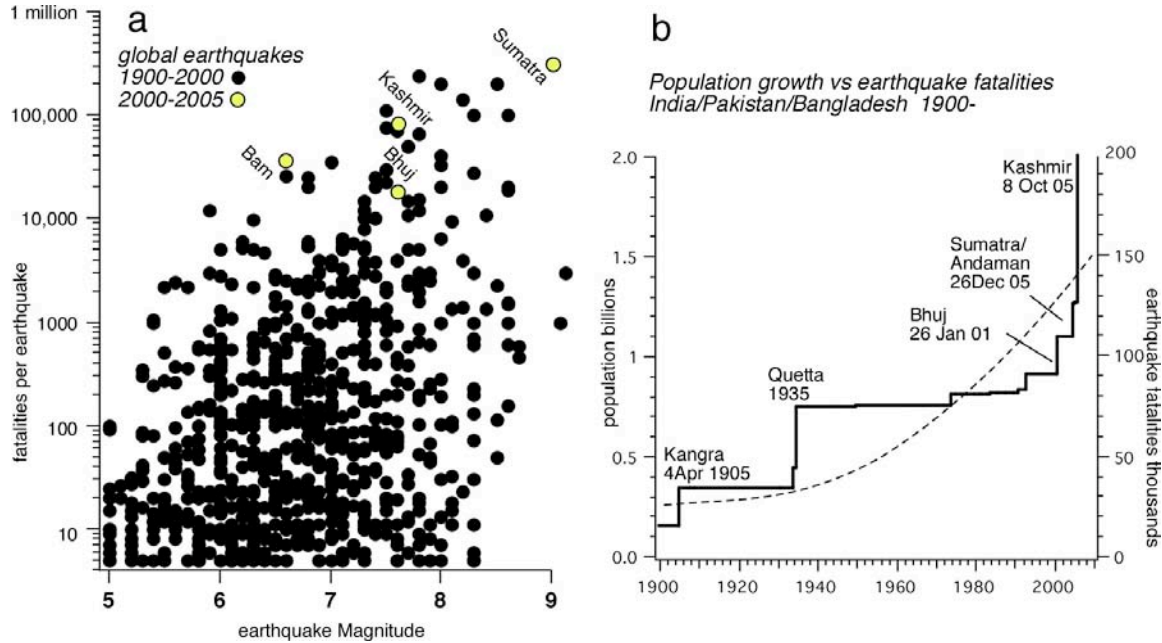 a
1 million
100,000
10,000
1000
100
10
fatalities per earthquake
global earthquakes
1900-2000
2000-2005
Sumatra
Kashmir
Bhuj
Bam
5
6
7
8
9
earthquake Magnitude
b
Population growth vs earthquake fatalities
India/Pakistan/Bangladesh 1900-
2.0
1.5
1
0.5
0.0
population billions
Kangra
4Apr 1905
Quetta
1935
Bhuj
26 Jan 01
Sumatra/
Andaman
26Dec 05
Kashmir
8 Oct 05
200
150
100
50
0
earthquake fatalities thousands
1900
1920
1940
1960
1980
2000